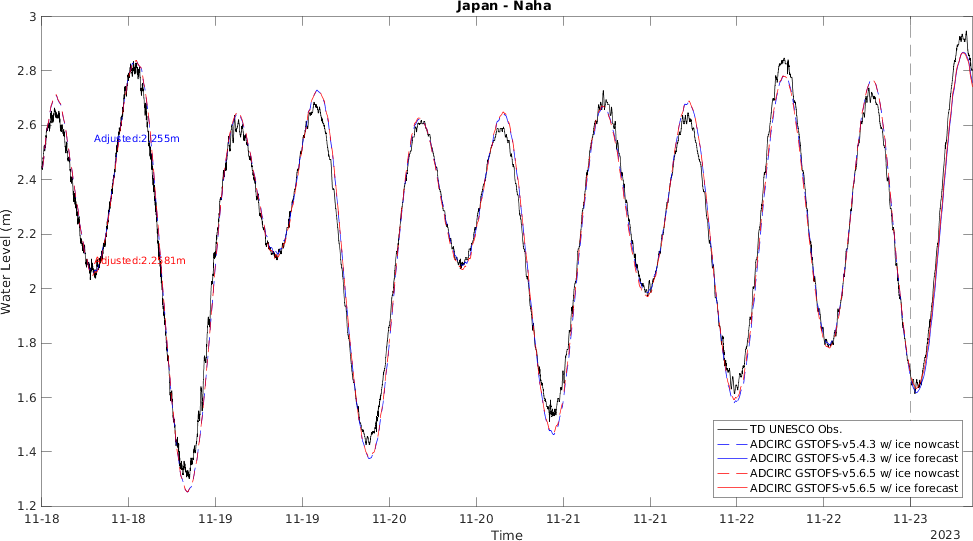 Japan - Naha
3
2.8
2.6
2.4
2.2
2
1.8
1.6
1.4
1.2
Water Level (m)
Adjusted:2.255m
Adjusted:2.2581m
TD UNESCO Obs.
ADCIRC GSTOFS-v5.4.3 w/ ice nowcast
ADCIRC GSTOFS-v5.4.3 w/ ice forecast
ADCIRC GSTOFS-v5.6.5 w/ ice nowcast
ADCIRC GSTOFS-v5.6.5 w/ ice forecast
11-18 11-18 11-19 11-19 11-20 11-20 11-21 11-21 11-22 11-22 11-23
Time
2023